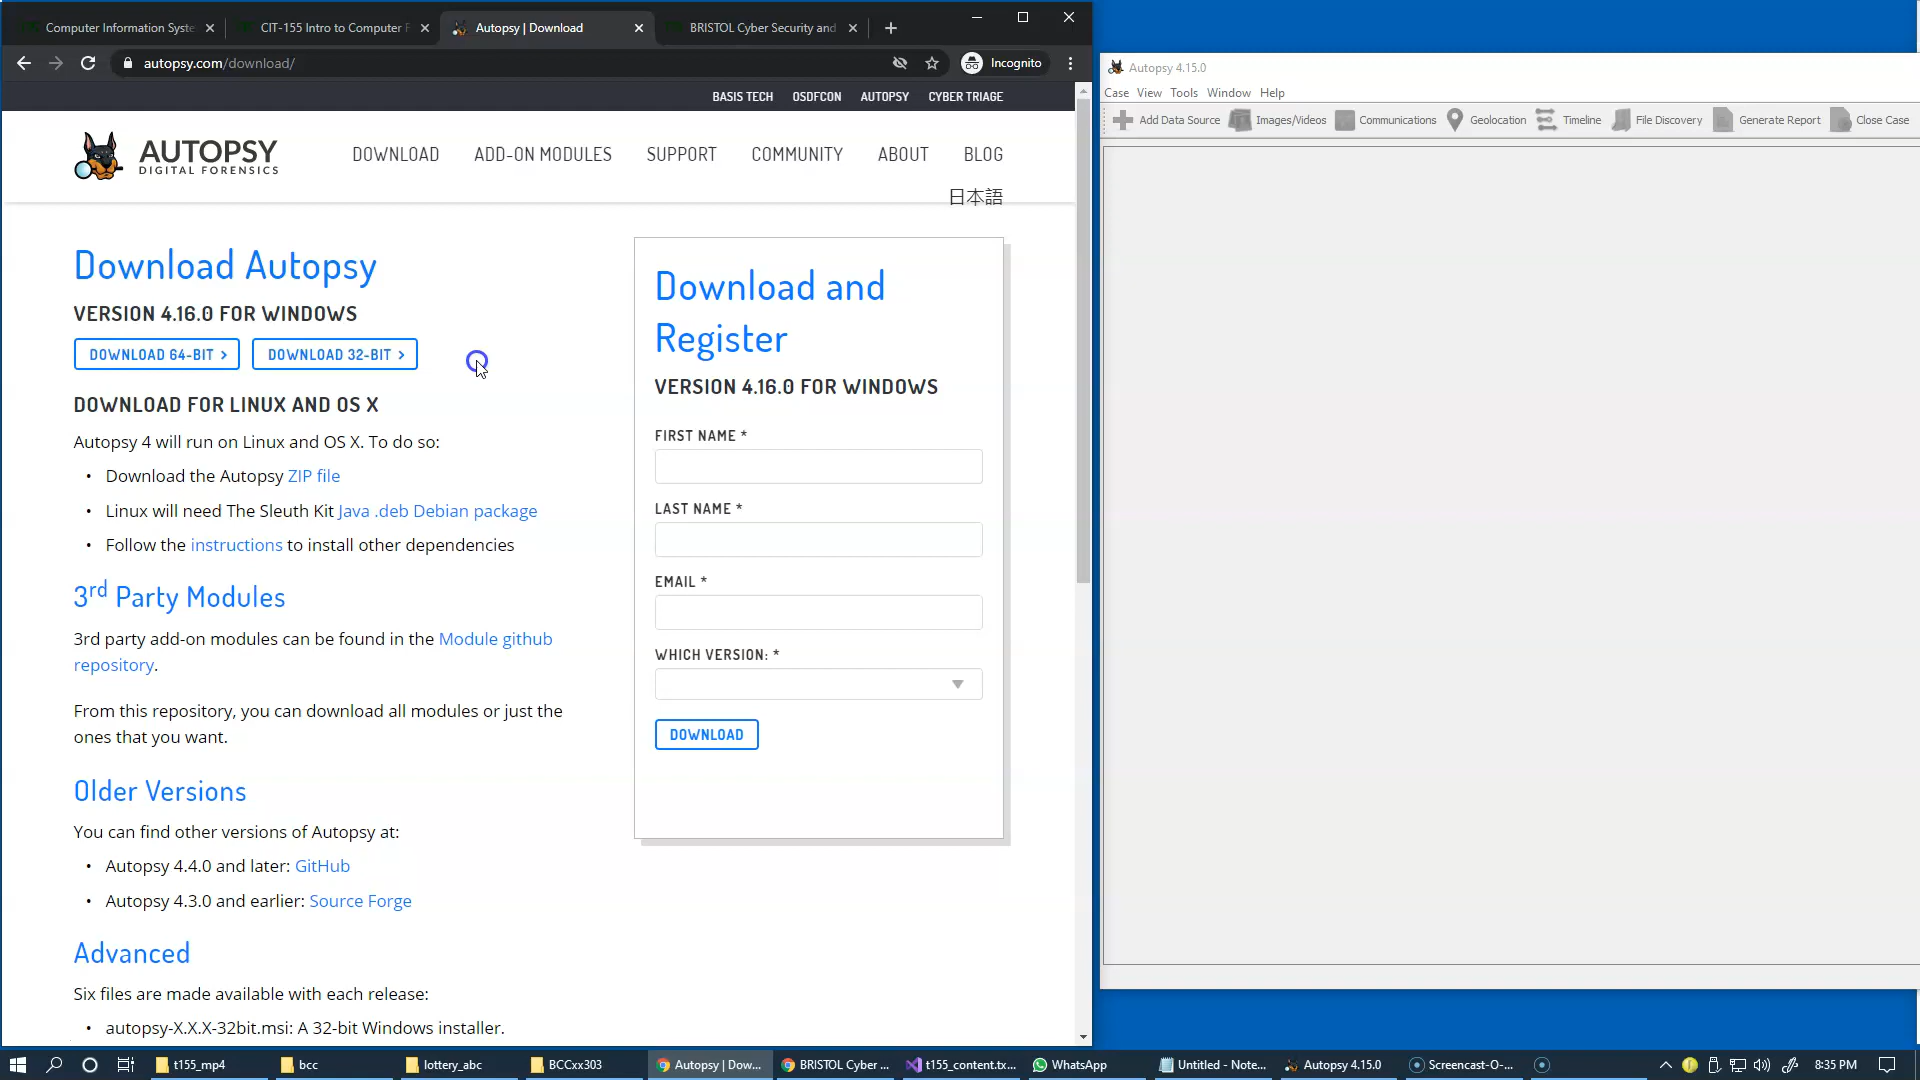 Computer Information Syste
CIT-155 Intro to Computer F
Autopsy | Download
BRISTOL Cyber Security and
autopsy.com/download/
Incognito
BASIS TECH
OSDFCON
AUTOPSY
CYBER TRIAGE
AUTOPSY
DIGITAL FORENSICS
DOWNLOAD
ADD-ON MODULES
SUPPORT
COMMUNITY
ABOUT
BLOG
日本語
Download Autopsy
VERSION 4.16.0 FOR WINDOWS
DOWNLOAD 64-BIT >
DOWNLOAD 32-BIT >
DOWNLOAD FOR LINUX AND OS X
Autopsy 4 will run on Linux and OS X. To do so:
• Download the Autopsy ZIP file
• Linux will need The Sleuth Kit Java .deb Debian package
• Follow the instructions to install other dependencies
3rd Party Modules
3rd party add-on modules can be found in the Module github
repository.
From this repository, you can download all modules or just the
ones that you want.
Older Versions
You can find other versions of Autopsy at:
• Autopsy 4.4.0 and later: GitHub
• Autopsy 4.3.0 and earlier: Source Forge
Advanced
Six files are made available with each release:
• autopsy-X.X.X-32bit.msi: A 32-bit Windows installer.
Download and
Register
VERSION 4.16.0 FOR WINDOWS
FIRST NAME *
LAST NAME *
EMAIL *
WHICH VERSION: *
DOWNLOAD
Autopsy 4.15.0
Case View Tools Window Help
Add Data Source
Images/Videos
Communications
Geolocation
Timeline
File Discovery
Generate Report
Close Case
t155_mp4
bcc
lottery_abc
BCCxx303
Autopsy | Dow...
BRISTOL Cyber ...
t155_content.tx...
WhatsApp
Untitled - Note...
Autopsy 4.15.0
Screencast-O-...
8:35 PM